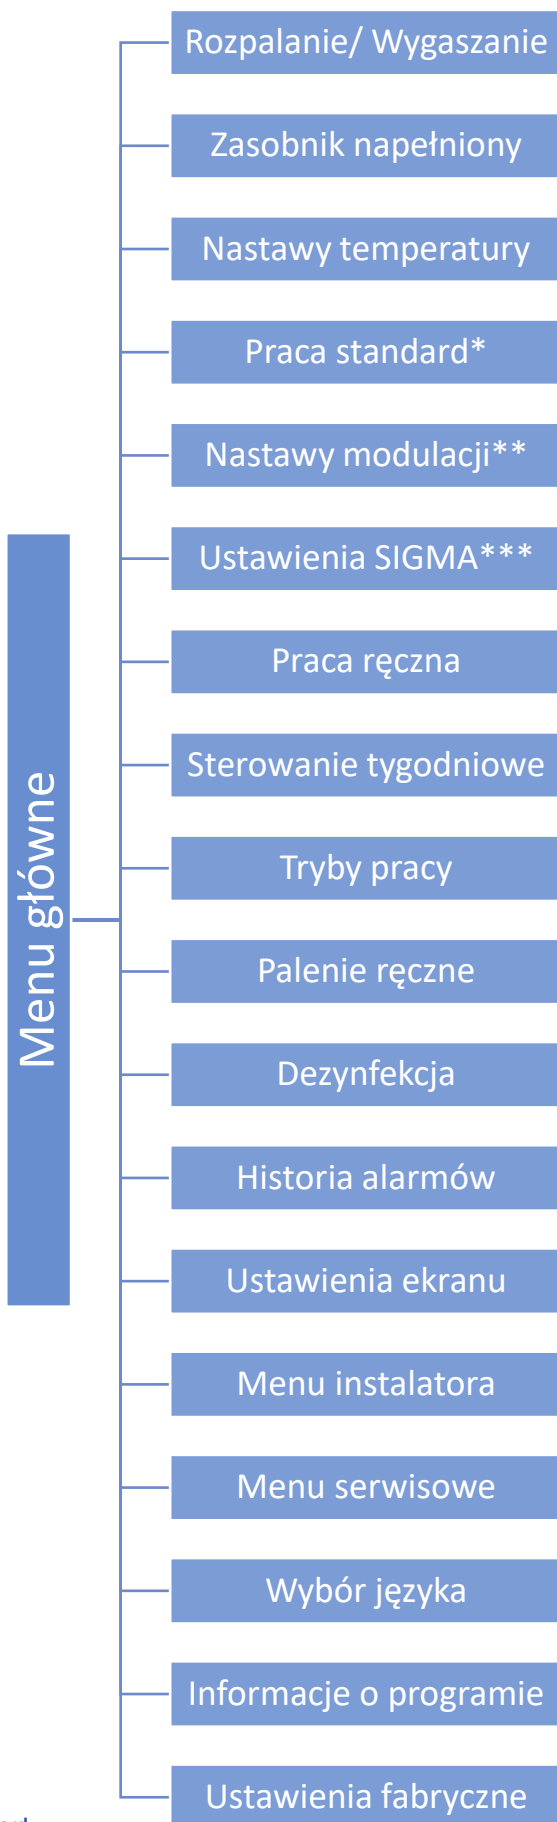 Menu główne
Rozpalanie/ Wygaszanie
Zasobnik napełniony
Nastawy temperatury
Praca standard*
Nastawy modulacji**
Ustawienia SIGMA***
Praca ręczna
Sterowanie tygodniowe
Tryby pracy
Palenie ręczne
Dezynfekcja
Historia alarmów
Ustawienia ekranu
Menu instalatora
Menu serwisowe
Wybór języka
Informacje o programie
Ustawienia fabryczne